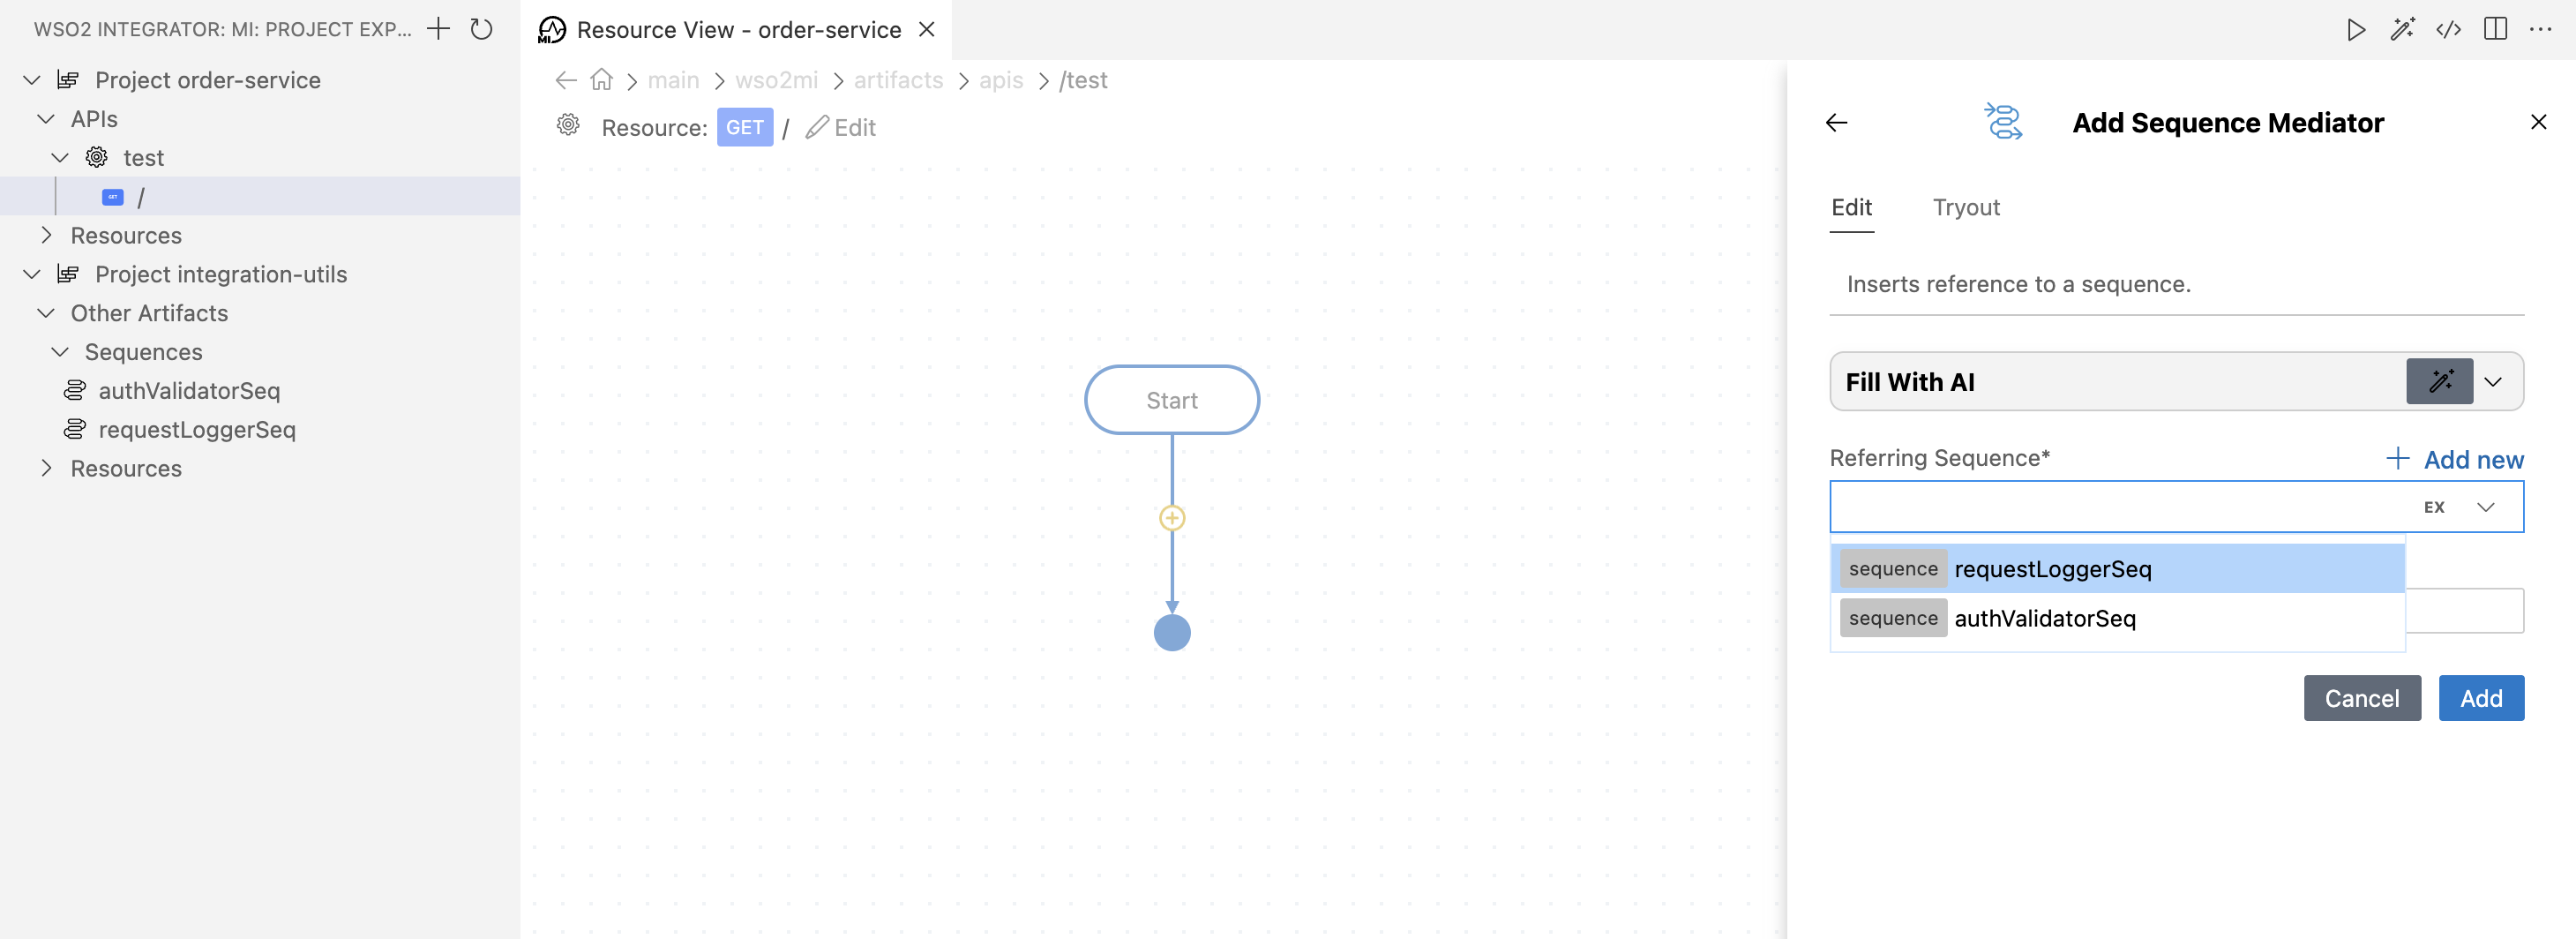 WSO2 INTEGRATOR: MI: PROJECT EXP...
Project order-service
APIs
test
GET /
Resources
Project integration-utils
Other Artifacts
Sequences
authValidatorSeq
requestLoggerSeq
Resources
MI Resource View - order-service
main wso2mi artifacts apis /test
Resource: GET / Edit
Start
Add Sequence Mediator
Edit Tryout
Inserts reference to a sequence.
Fill With AI
Referring Sequence* Add new
EX
sequence requestLoggerSeq
sequence authValidatorSeq
Cancel Add